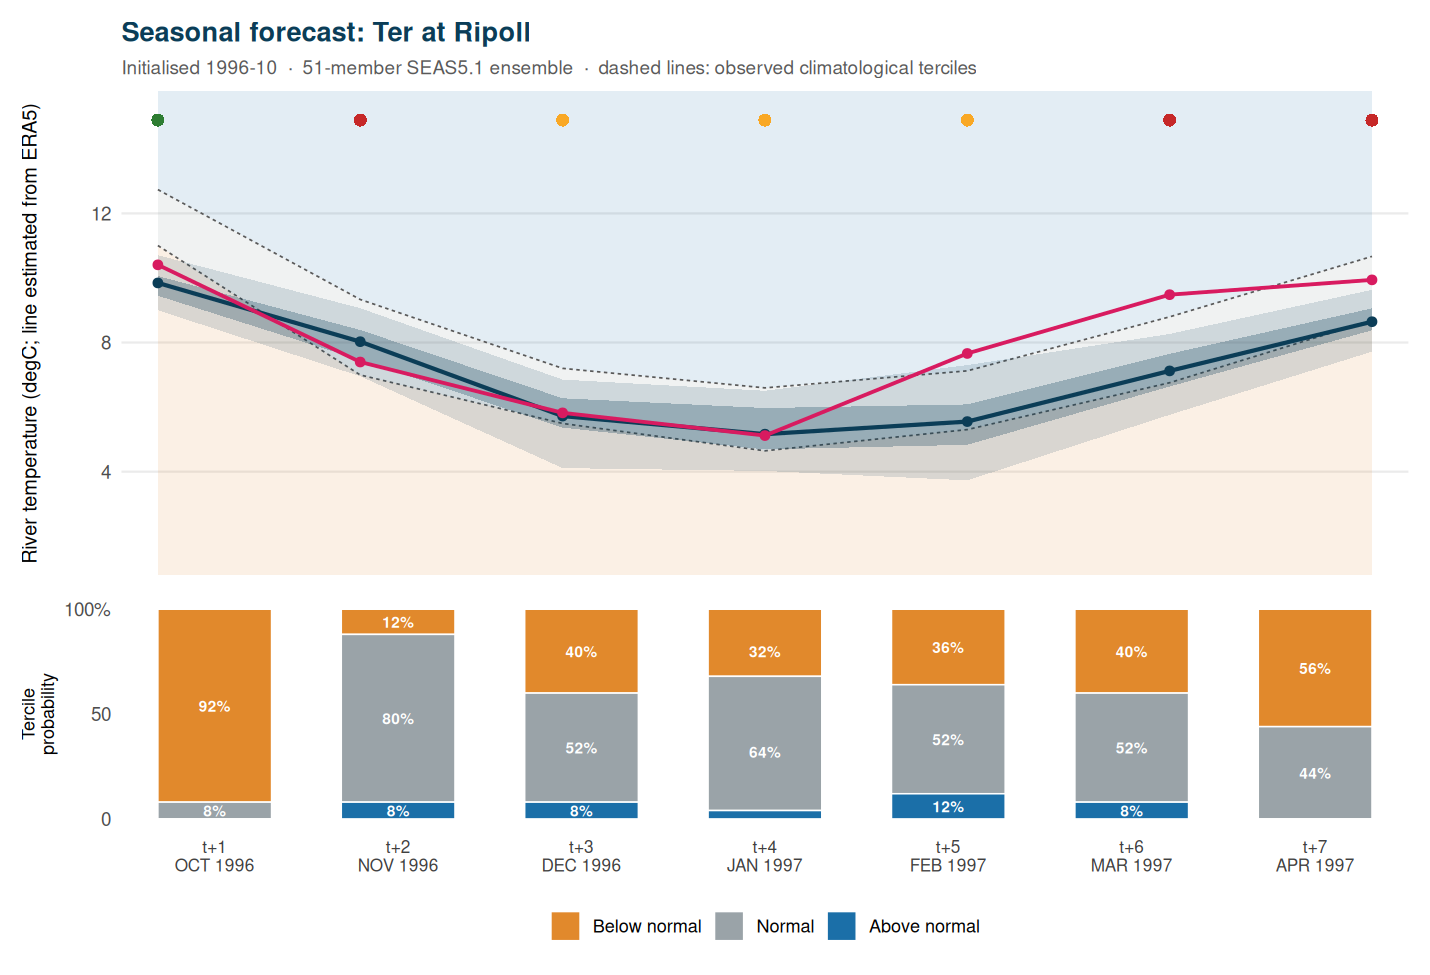 Seasonal forecast: Ter at Ripoll
Initialised 1996-10 · 51-member SEAS5.1 ensemble · dashed lines: observed climatological terciles
River temperature (degC; line estimated from ERA5)
12
8
4
Tercile
probability
100%
50
0
92%
8%
12%
80%
8%
40%
52%
8%
32%
64%
36%
52%
12%
40%
52%
8%
56%
44%
t+1
OCT 1996
t+2
NOV 1996
t+3
DEC 1996
t+4
JAN 1997
t+5
FEB 1997
t+6
MAR 1997
t+7
APR 1997
Below normal
Normal
Above normal